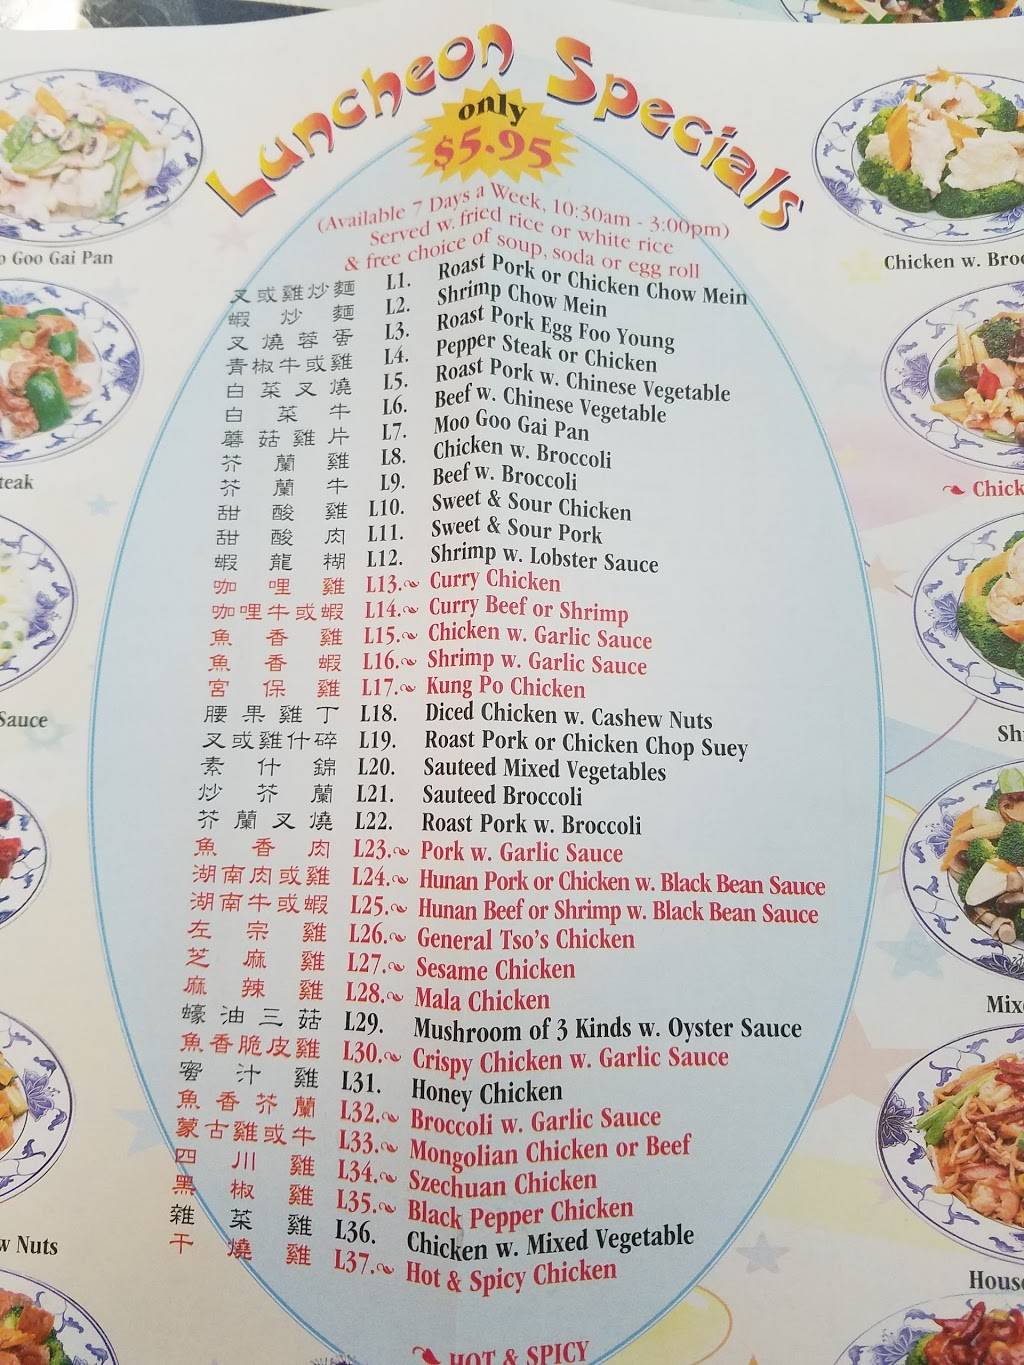 Luncheon Specials
only
$5.95
(Available 7 Days a Week, 10:30am - 3:00pm)
Served w. fried rice or white rice
& free choice of soup, soda or egg roll
叉或雞炒麵 L1. Roast Pork or Chicken Chow Mein
蝦炒麵 L2. Shrimp Chow Mein
叉燒蓉蛋 L3. Roast Pork Egg Foo Young
青椒牛或雞 L4. Pepper Steak or Chicken
白菜叉燒 L5. Roast Pork w. Chinese Vegetable
白菜牛 L6. Beef w. Chinese Vegetable
蘑菇雞片 L7. Moo Goo Gai Pan
芥蘭雞 L8. Chicken w. Broccoli
芥蘭牛 L9. Beef w. Broccoli
甜酸雞 L10. Sweet & Sour Chicken
甜酸肉 L11. Sweet & Sour Pork
蝦龍糊 L12. Shrimp w. Lobster Sauce
咖哩雞 L13. Curry Chicken
咖哩牛或蝦 L14. Curry Beef or Shrimp
魚香雞 L15. Chicken w. Garlic Sauce
魚香蝦 L16. Shrimp w. Garlic Sauce
宮保雞 L17. Kung Po Chicken
腰果雞丁 L18. Diced Chicken w. Cashew Nuts
叉或雞什碎 L19. Roast Pork or Chicken Chop Suey
素什錦 L20. Sauteed Mixed Vegetables
炒芥蘭 L21. Sauteed Broccoli
芥蘭叉燒 L22. Roast Pork w. Broccoli
魚香肉 L23. Pork w. Garlic Sauce
湖南肉或雞 L24. Hunan Pork or Chicken w. Black Bean Sauce
湖南牛或蝦 L25. Hunan Beef or Shrimp w. Black Bean Sauce
左宗雞 L26. General Tso's Chicken
芝麻雞 L27. Sesame Chicken
麻辣雞 L28. Mala Chicken
蠔油三菇 L29. Mushroom of 3 Kinds w. Oyster Sauce
魚香脆皮雞 L30. Crispy Chicken w. Garlic Sauce
蜜汁雞 L31. Honey Chicken
魚香芥蘭 L32. Broccoli w. Garlic Sauce
蒙古雞或牛 L33. Mongolian Chicken or Beef
四川雞 L34. Szechuan Chicken
黑椒雞 L35. Black Pepper Chicken
雜菜雞 L36. Chicken w. Mixed Vegetable
干燒雞 L37. Hot & Spicy Chicken
HOT & SPICY
Goo Gai Pan
Sauce
Nuts
Chicken w.